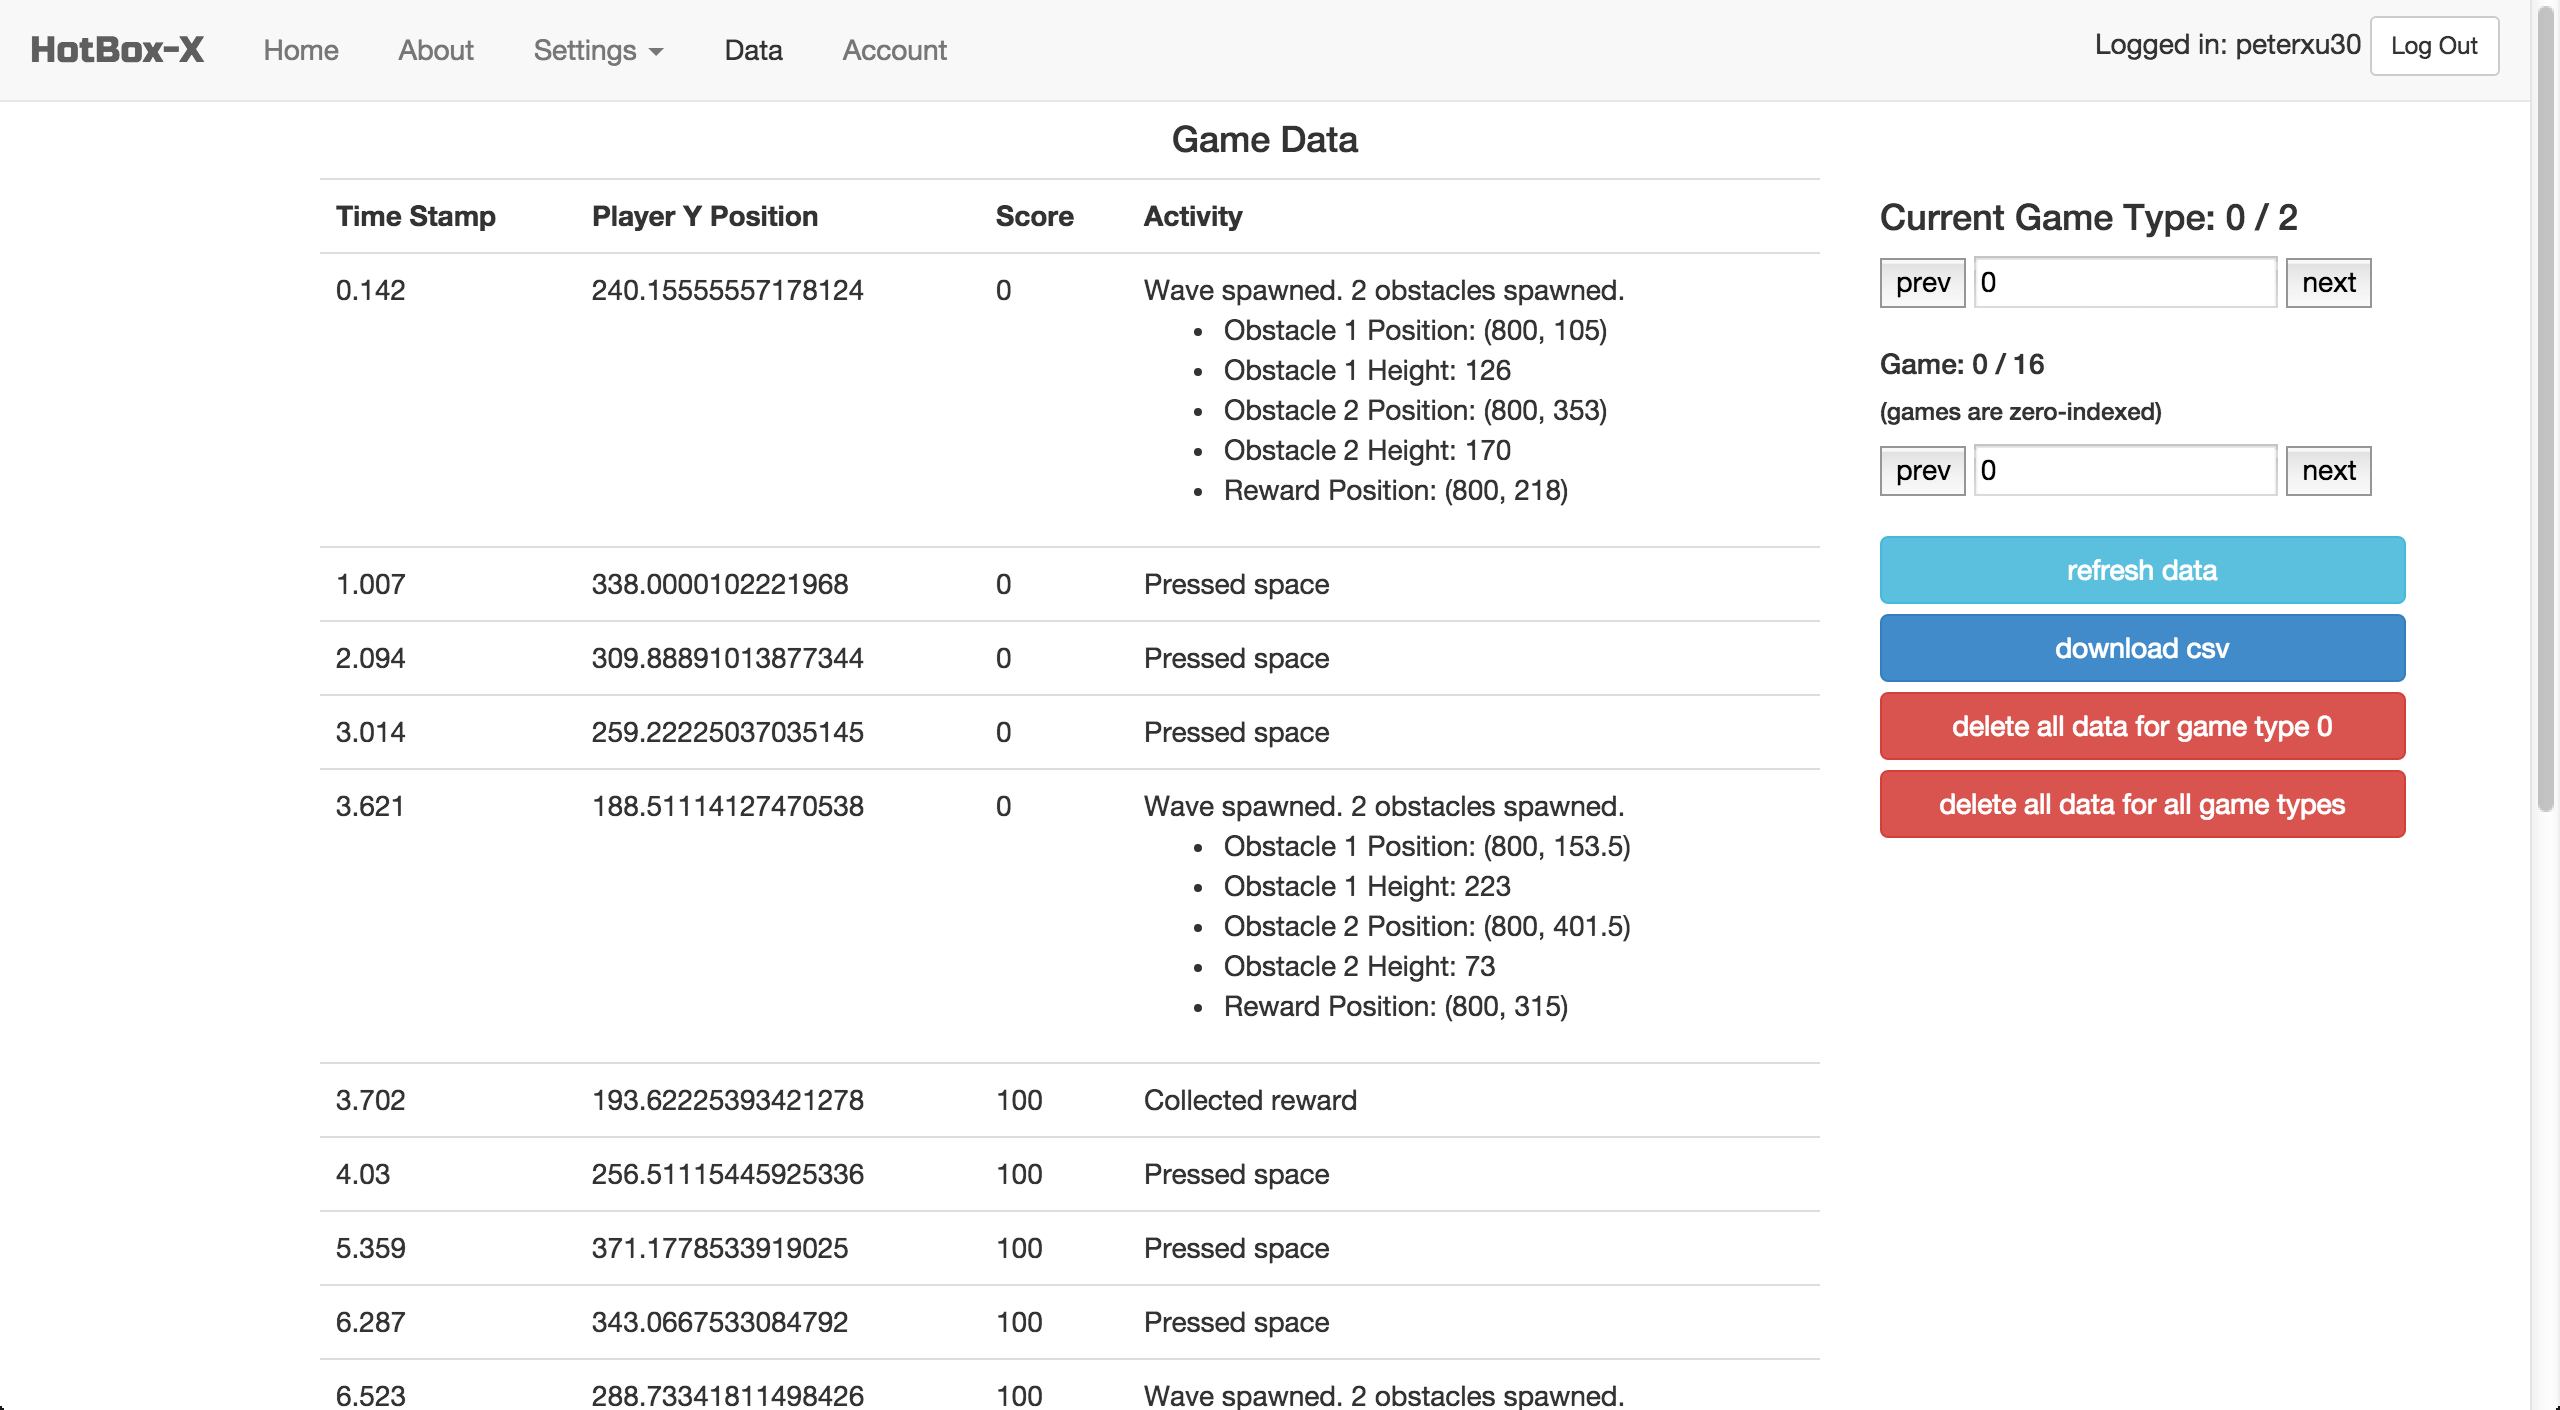 HotBox-X Home About Settings Data Account Logged in: peterxu30 Log Out
Game Data
Time Stamp Player Y Position Score Activity
0.142 240.15555557178124 0 Wave spawned. 2 obstacles spawned.
• Obstacle 1 Position: (800, 105)
• Obstacle 1 Height: 126
• Obstacle 2 Position: (800, 353)
• Obstacle 2 Height: 170
• Reward Position: (800, 218)
1.007 338.0000102221968 0 Pressed space
2.094 309.88891013877344 0 Pressed space
3.014 259.22225037035145 0 Pressed space
3.621 188.51114127470538 0 Wave spawned. 2 obstacles spawned.
• Obstacle 1 Position: (800, 153.5)
• Obstacle 1 Height: 223
• Obstacle 2 Position: (800, 401.5)
• Obstacle 2 Height: 73
• Reward Position: (800, 315)
3.702 193.62225393421278 100 Collected reward
4.03 256.51115445925336 100 Pressed space
5.359 371.1778533919025 100 Pressed space
6.287 343.0667533084792 100 Pressed space
6.523 288.73341811498426 100 Wave spawned. 2 obstacles spawned.
Current Game Type: 0 / 2
prev 0 next
Game: 0 / 16
(games are zero-indexed)
prev 0 next
refresh data
download csv
delete all data for game type 0
delete all data for all game types